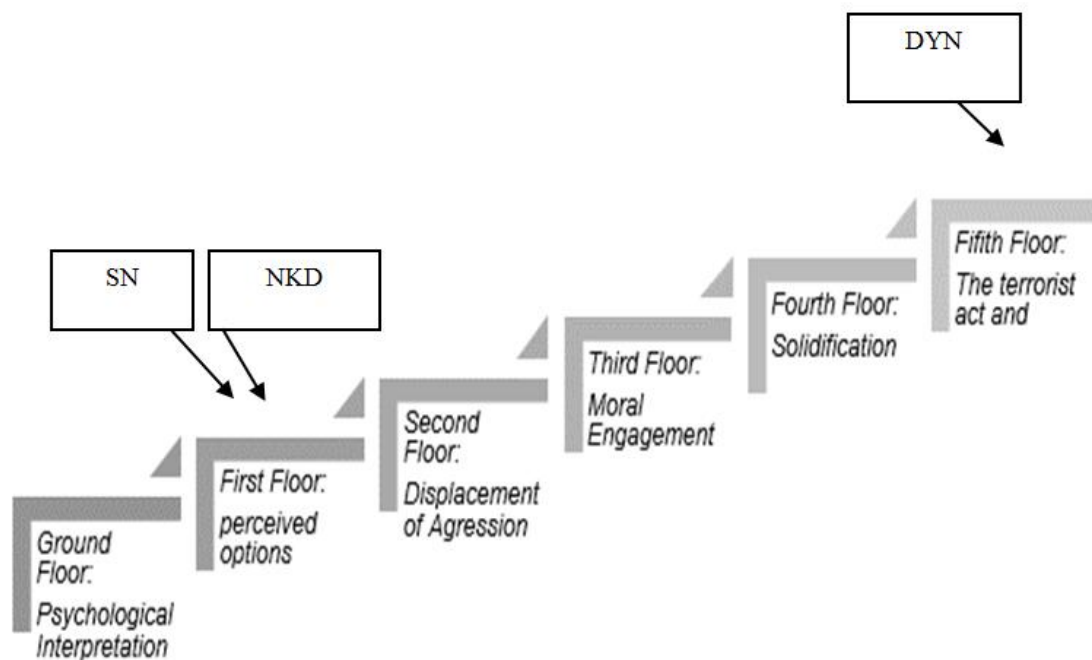 DYN
SN
NKD
Fifith Floor:
The terrorist
act and
Fourth Floor:
Solidification
Third Floor:
Moral
Engagement
Second
Floor:
Displacement
of Agression
First Floor:
perceived
options
Ground
Floor:
Psychological
Interpretation